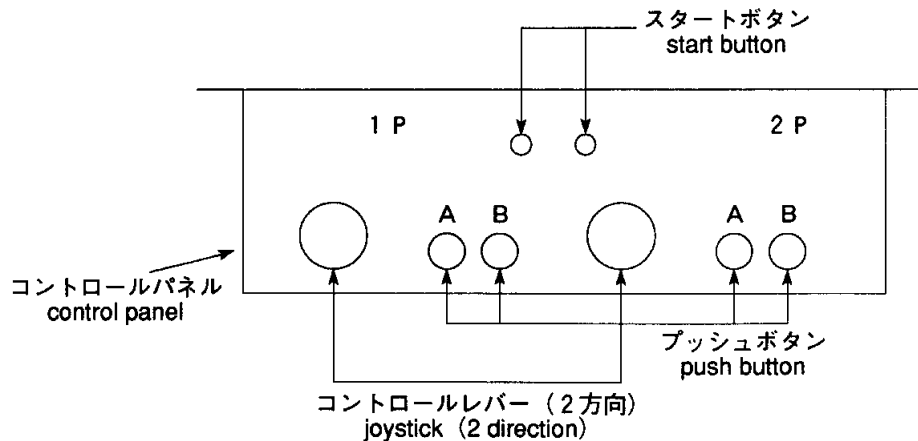 スタートボタン
start button
1 P
2 P
A
B
A
B
コントロールパネル
control panel
プッシュボタン
push button
コントロールレバー (2方向)
joystick (2 direction)